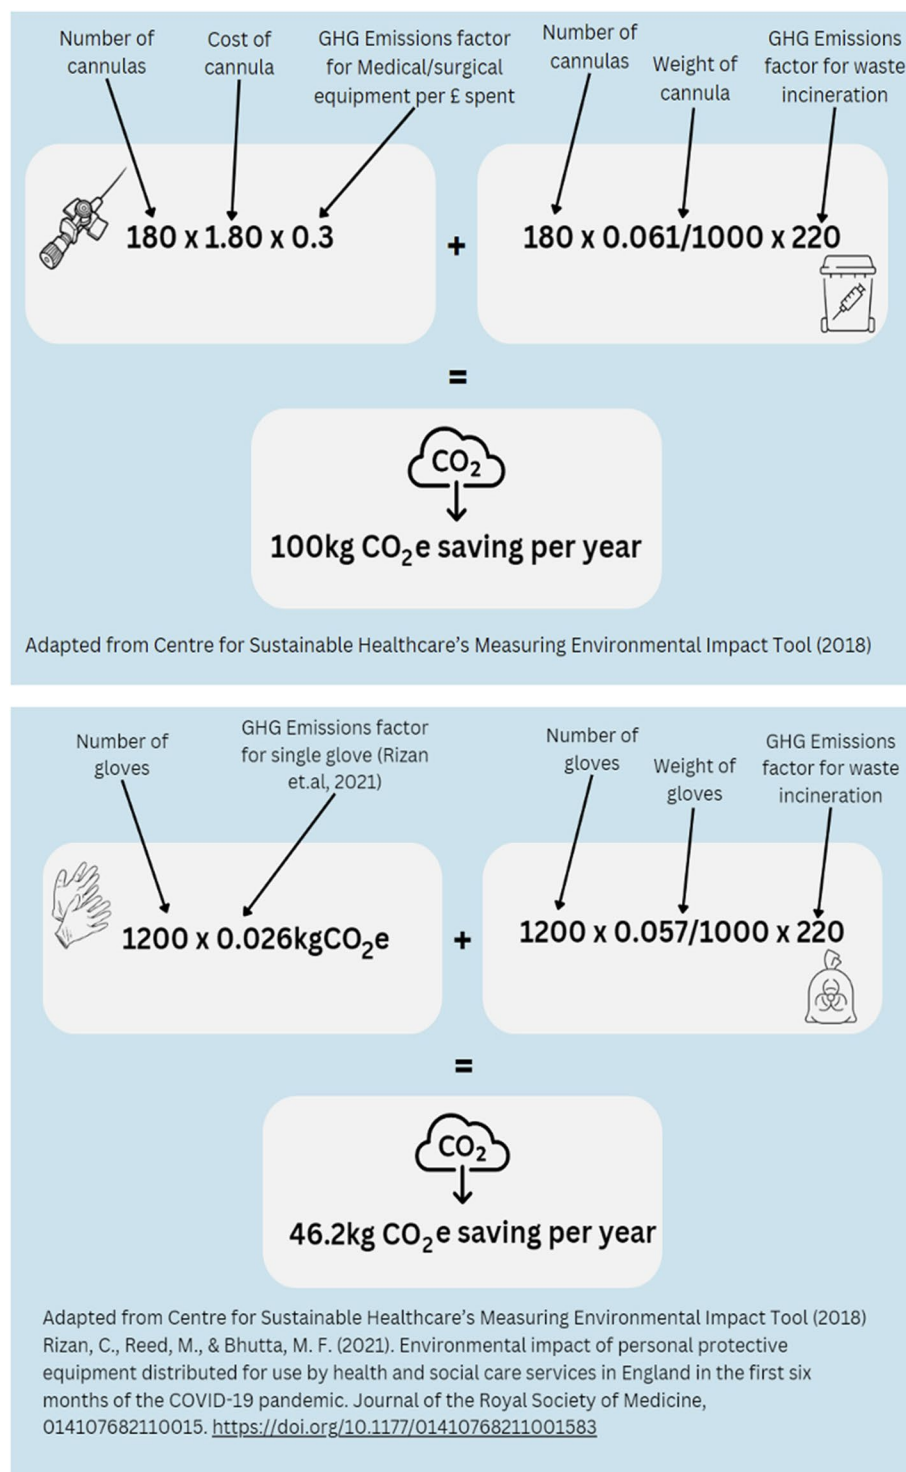 Number of
cannulas
Cost of
cannula
GHG Emissions factor
for Medical/surgical
equipment per £ spent
Number of
cannulas
Weight of
cannula
GHG Emissions
factor for waste
incineration
180 x 1.80 x 0.3
+
180 x 0.061/1000 x 220
=
CO₂
100kg CO₂e saving per year
Adapted from Centre for Sustainable Healthcare’s Measuring Environmental Impact Tool (2018)
Number of
gloves
GHG Emissions factor
for single glove (Rizan
et.al, 2021)
Number of
gloves
Weight of
gloves
GHG Emissions
factor for waste
incineration
1200 x 0.026kgCO₂e
+
1200 x 0.057/1000 x 220
=
CO₂
46.2kg CO₂e saving per year
Adapted from Centre for Sustainable Healthcare’s Measuring Environmental Impact Tool (2018)
Rizan, C., Reed, M., & Bhutta, M. F. (2021). Environmental impact of personal protective
equipment distributed for use by health and social care services in England in the first six
months of the COVID-19 pandemic. Journal of the Royal Society of Medicine,
014107682110015. https://doi.org/10.1177/01410768211001583